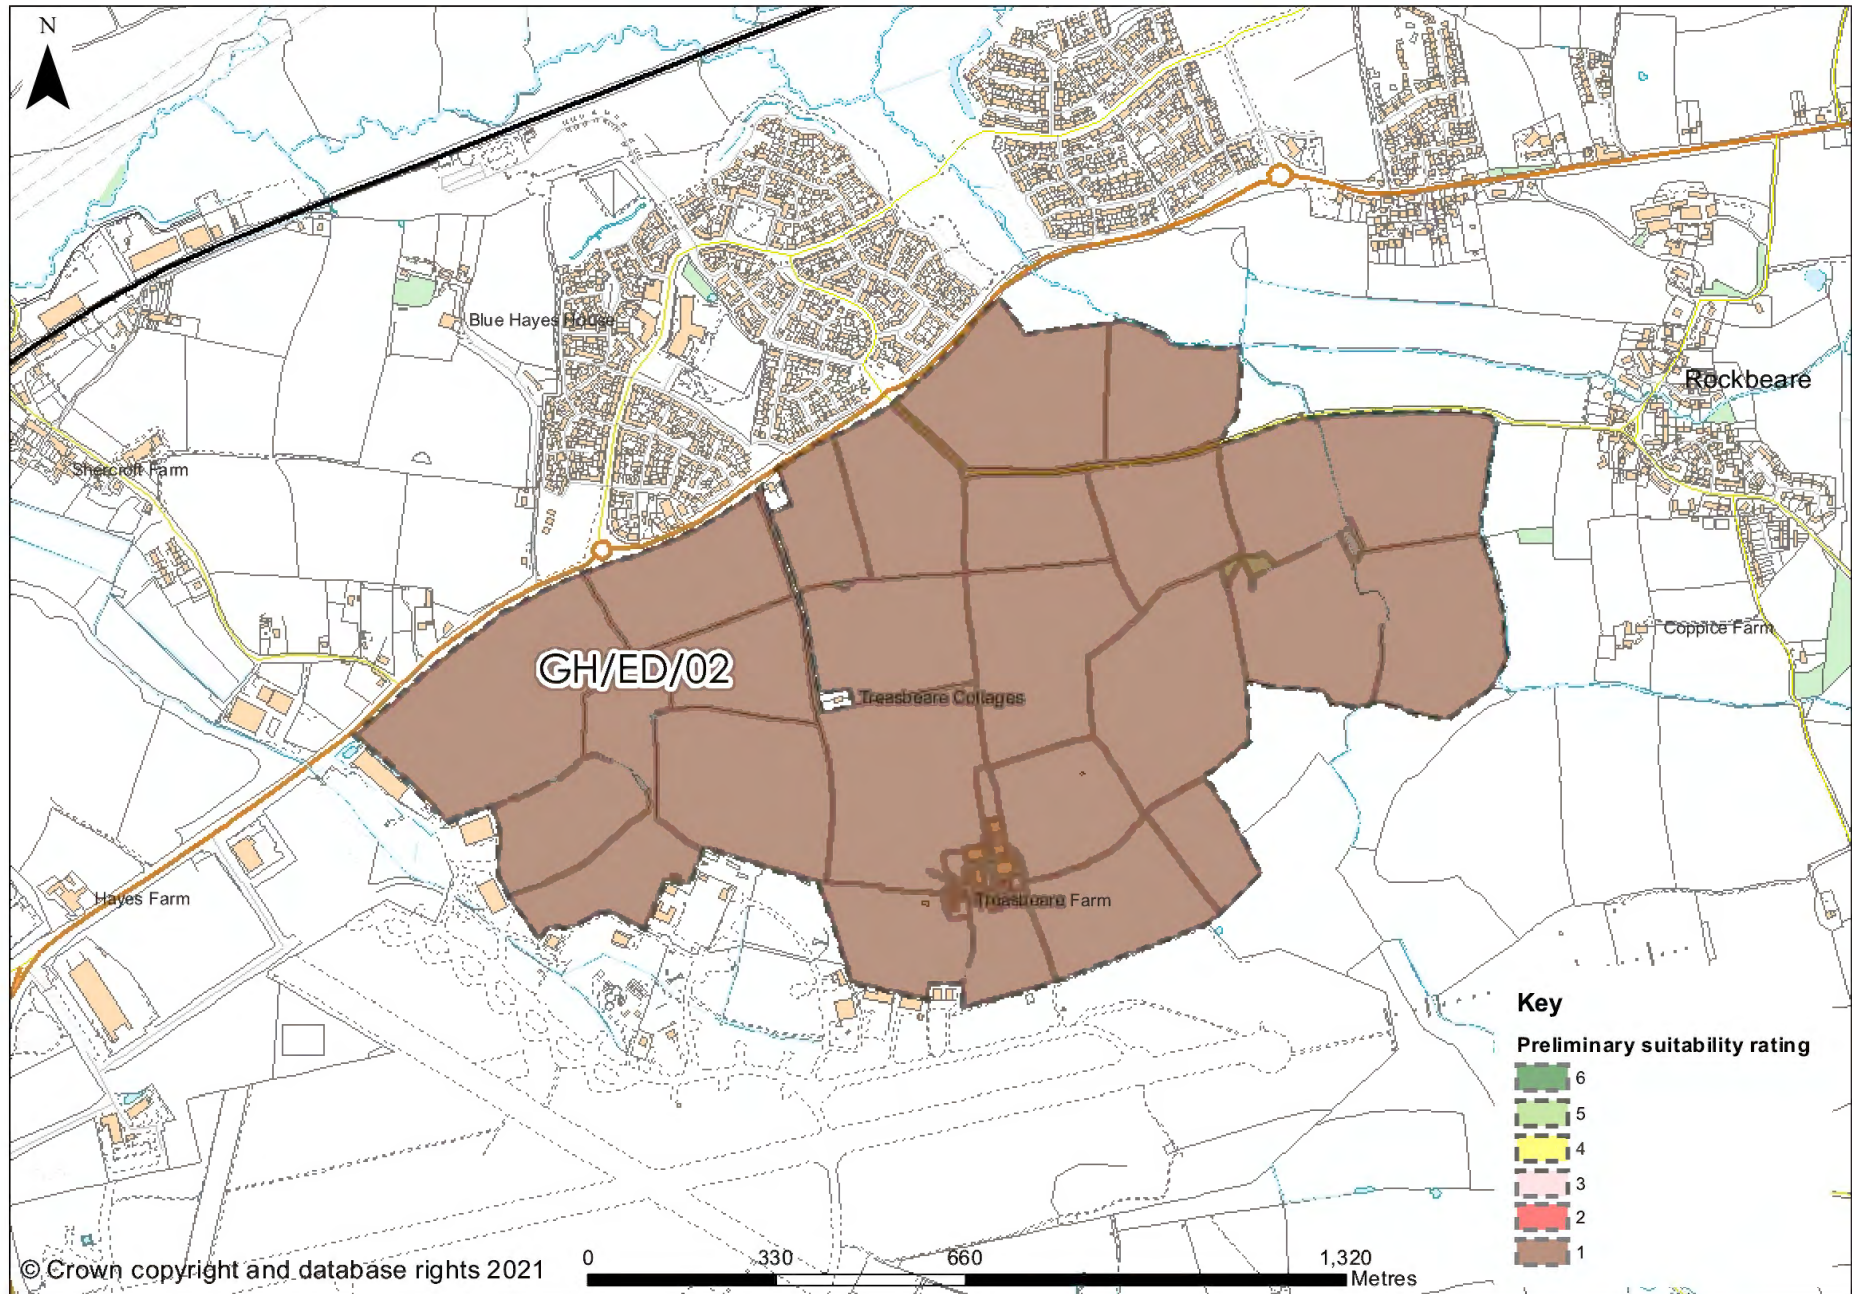 N
Blue Hayes House
Rockbeare
Shercroft Farm
Coppice Farm
GH/ED/02
Treasbeare Cottages
Hayes Farm
Treasbeare Farm
Key
Preliminary suitability rating
6
5
4
3
2
1
© Crown copyright and database rights 2021
0 330 660 1,320
Metres